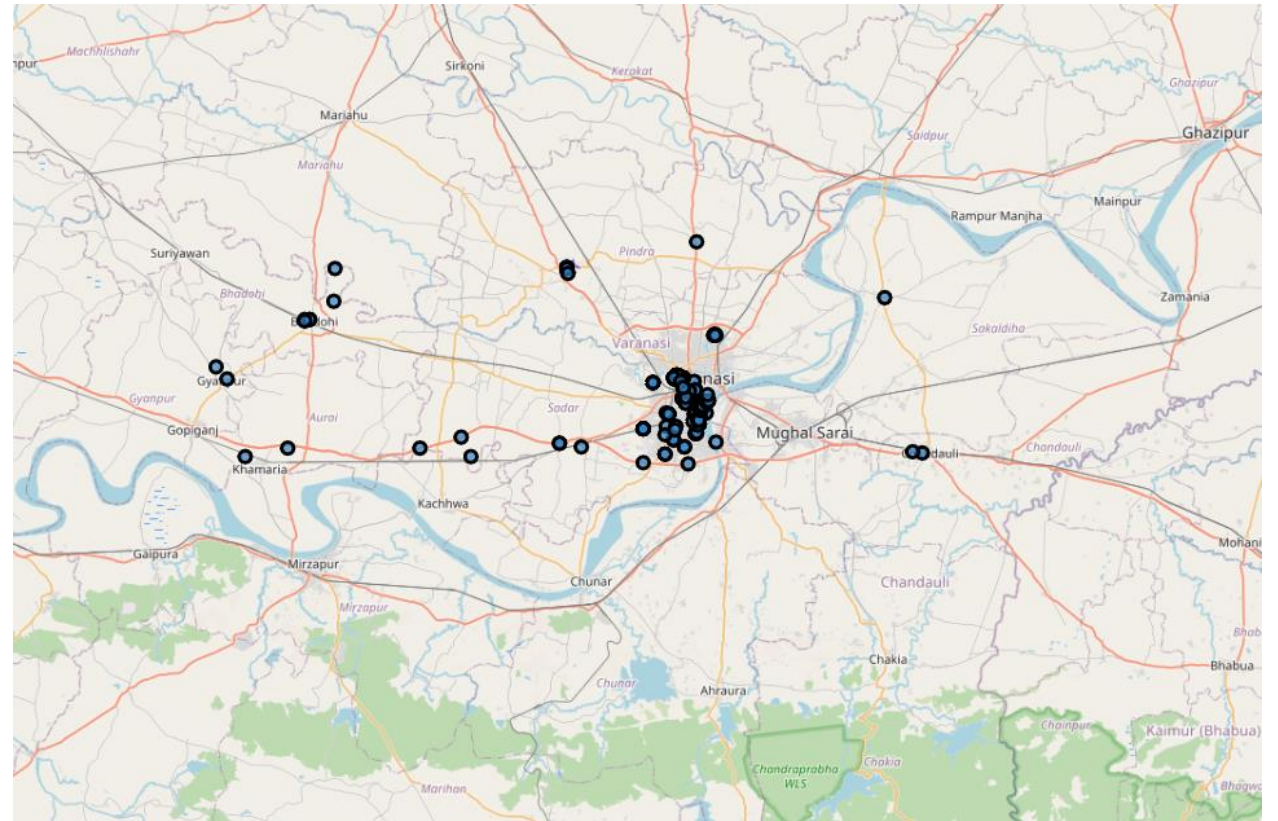 Machhlishahr
Sirkoni
Kerakat
Ghazipur
Mariahu
Ghazipur
Saidpur
Mariahu
Mainpur
Rampur Manjha
Suriyawan
Pindra
Bhadohi
Zamania
Sakaldiha
Varanasi
Gyanpur
Aurai
Sadar
Gopiganj
Mughal Sarai
Chandauli
Khamaria
Kachhwa
Gaipura
Mirzapur
Chunar
Chandauli
Mirzapur
Chakia
Bhabua
Chunar
Ahraura
Chainpur
Kaimur (Bhabua)
Chandraprabha
WLS
Chakia
Marihan